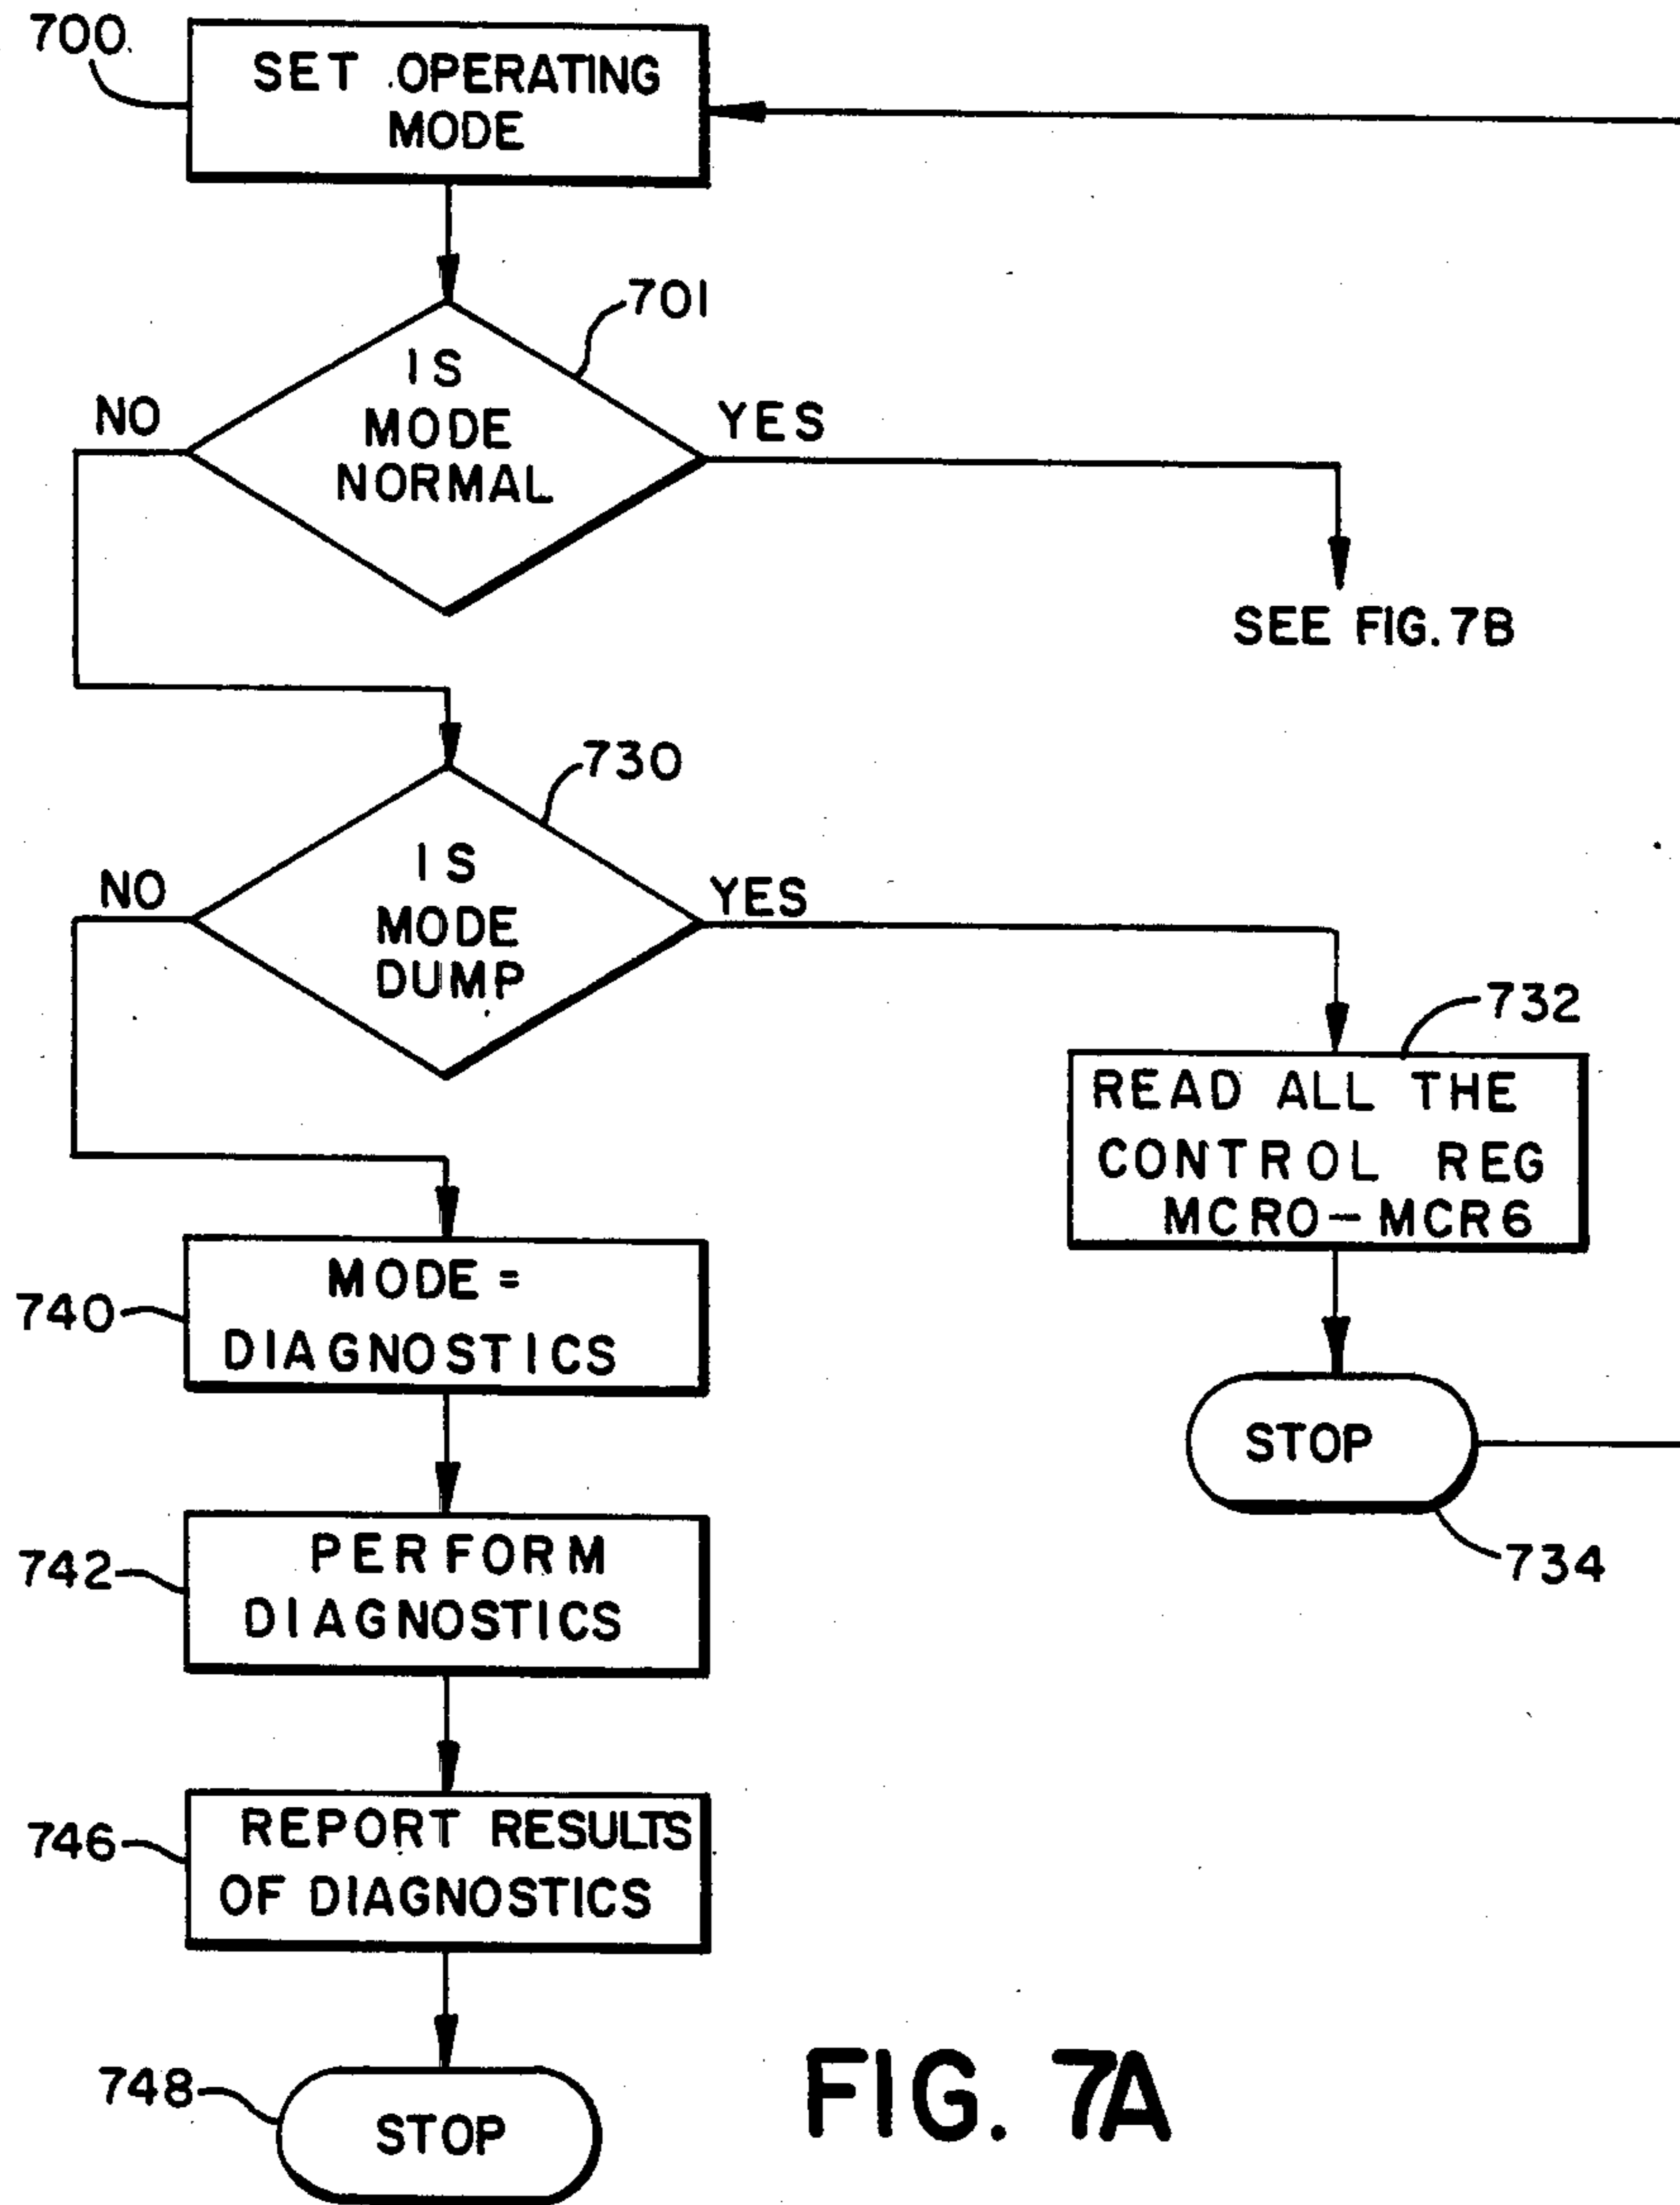 700
SET OPERATING
MODE
701
IS
MODE
NORMAL
NO
YES
SEE FIG. 7B
730
IS
MODE
DUMP
NO
YES
732
READ ALL THE
CONTROL REG
MCRO-MCR6
STOP
734
740
MODE =
DIAGNOSTICS
742
PERFORM
DIAGNOSTICS
746
REPORT RESULTS
OF DIAGNOSTICS
748
STOP
FIG. 7A